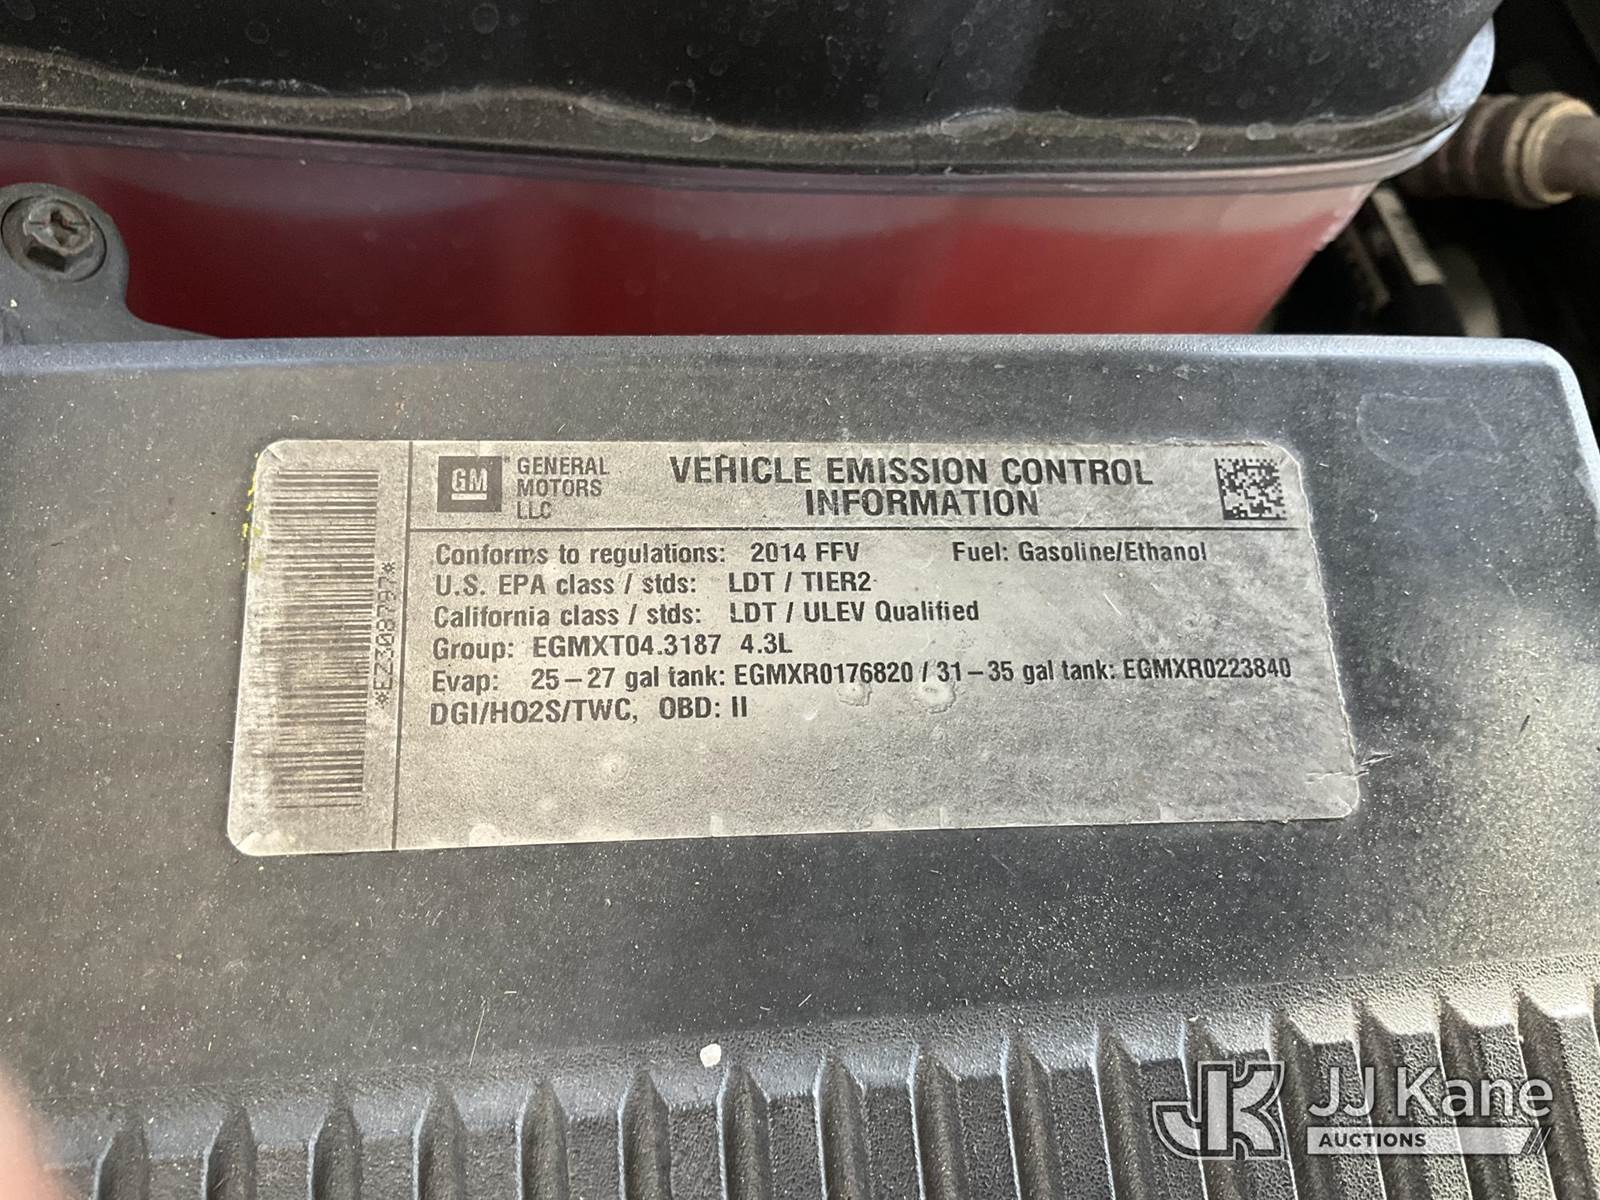 GM
GENERAL
MOTORS
LLC
VEHICLE EMISSION CONTROL
INFORMATION
Conforms to regulations: 2014 FFV Fuel: Gasoline/Ethanol
U.S. EPA class / stds: LDT / TIER2
California class / stds: LDT / ULEV Qualified
Group: EGMXT04.3187 4.3L
Evap: 25–27 gal tank: EGMXR0176820 / 31–35 gal tank: EGMXR0223840
DGI/HO2S/TWC, OBD: II
*EZ308797*
JK JJ Kane
AUCTIONS